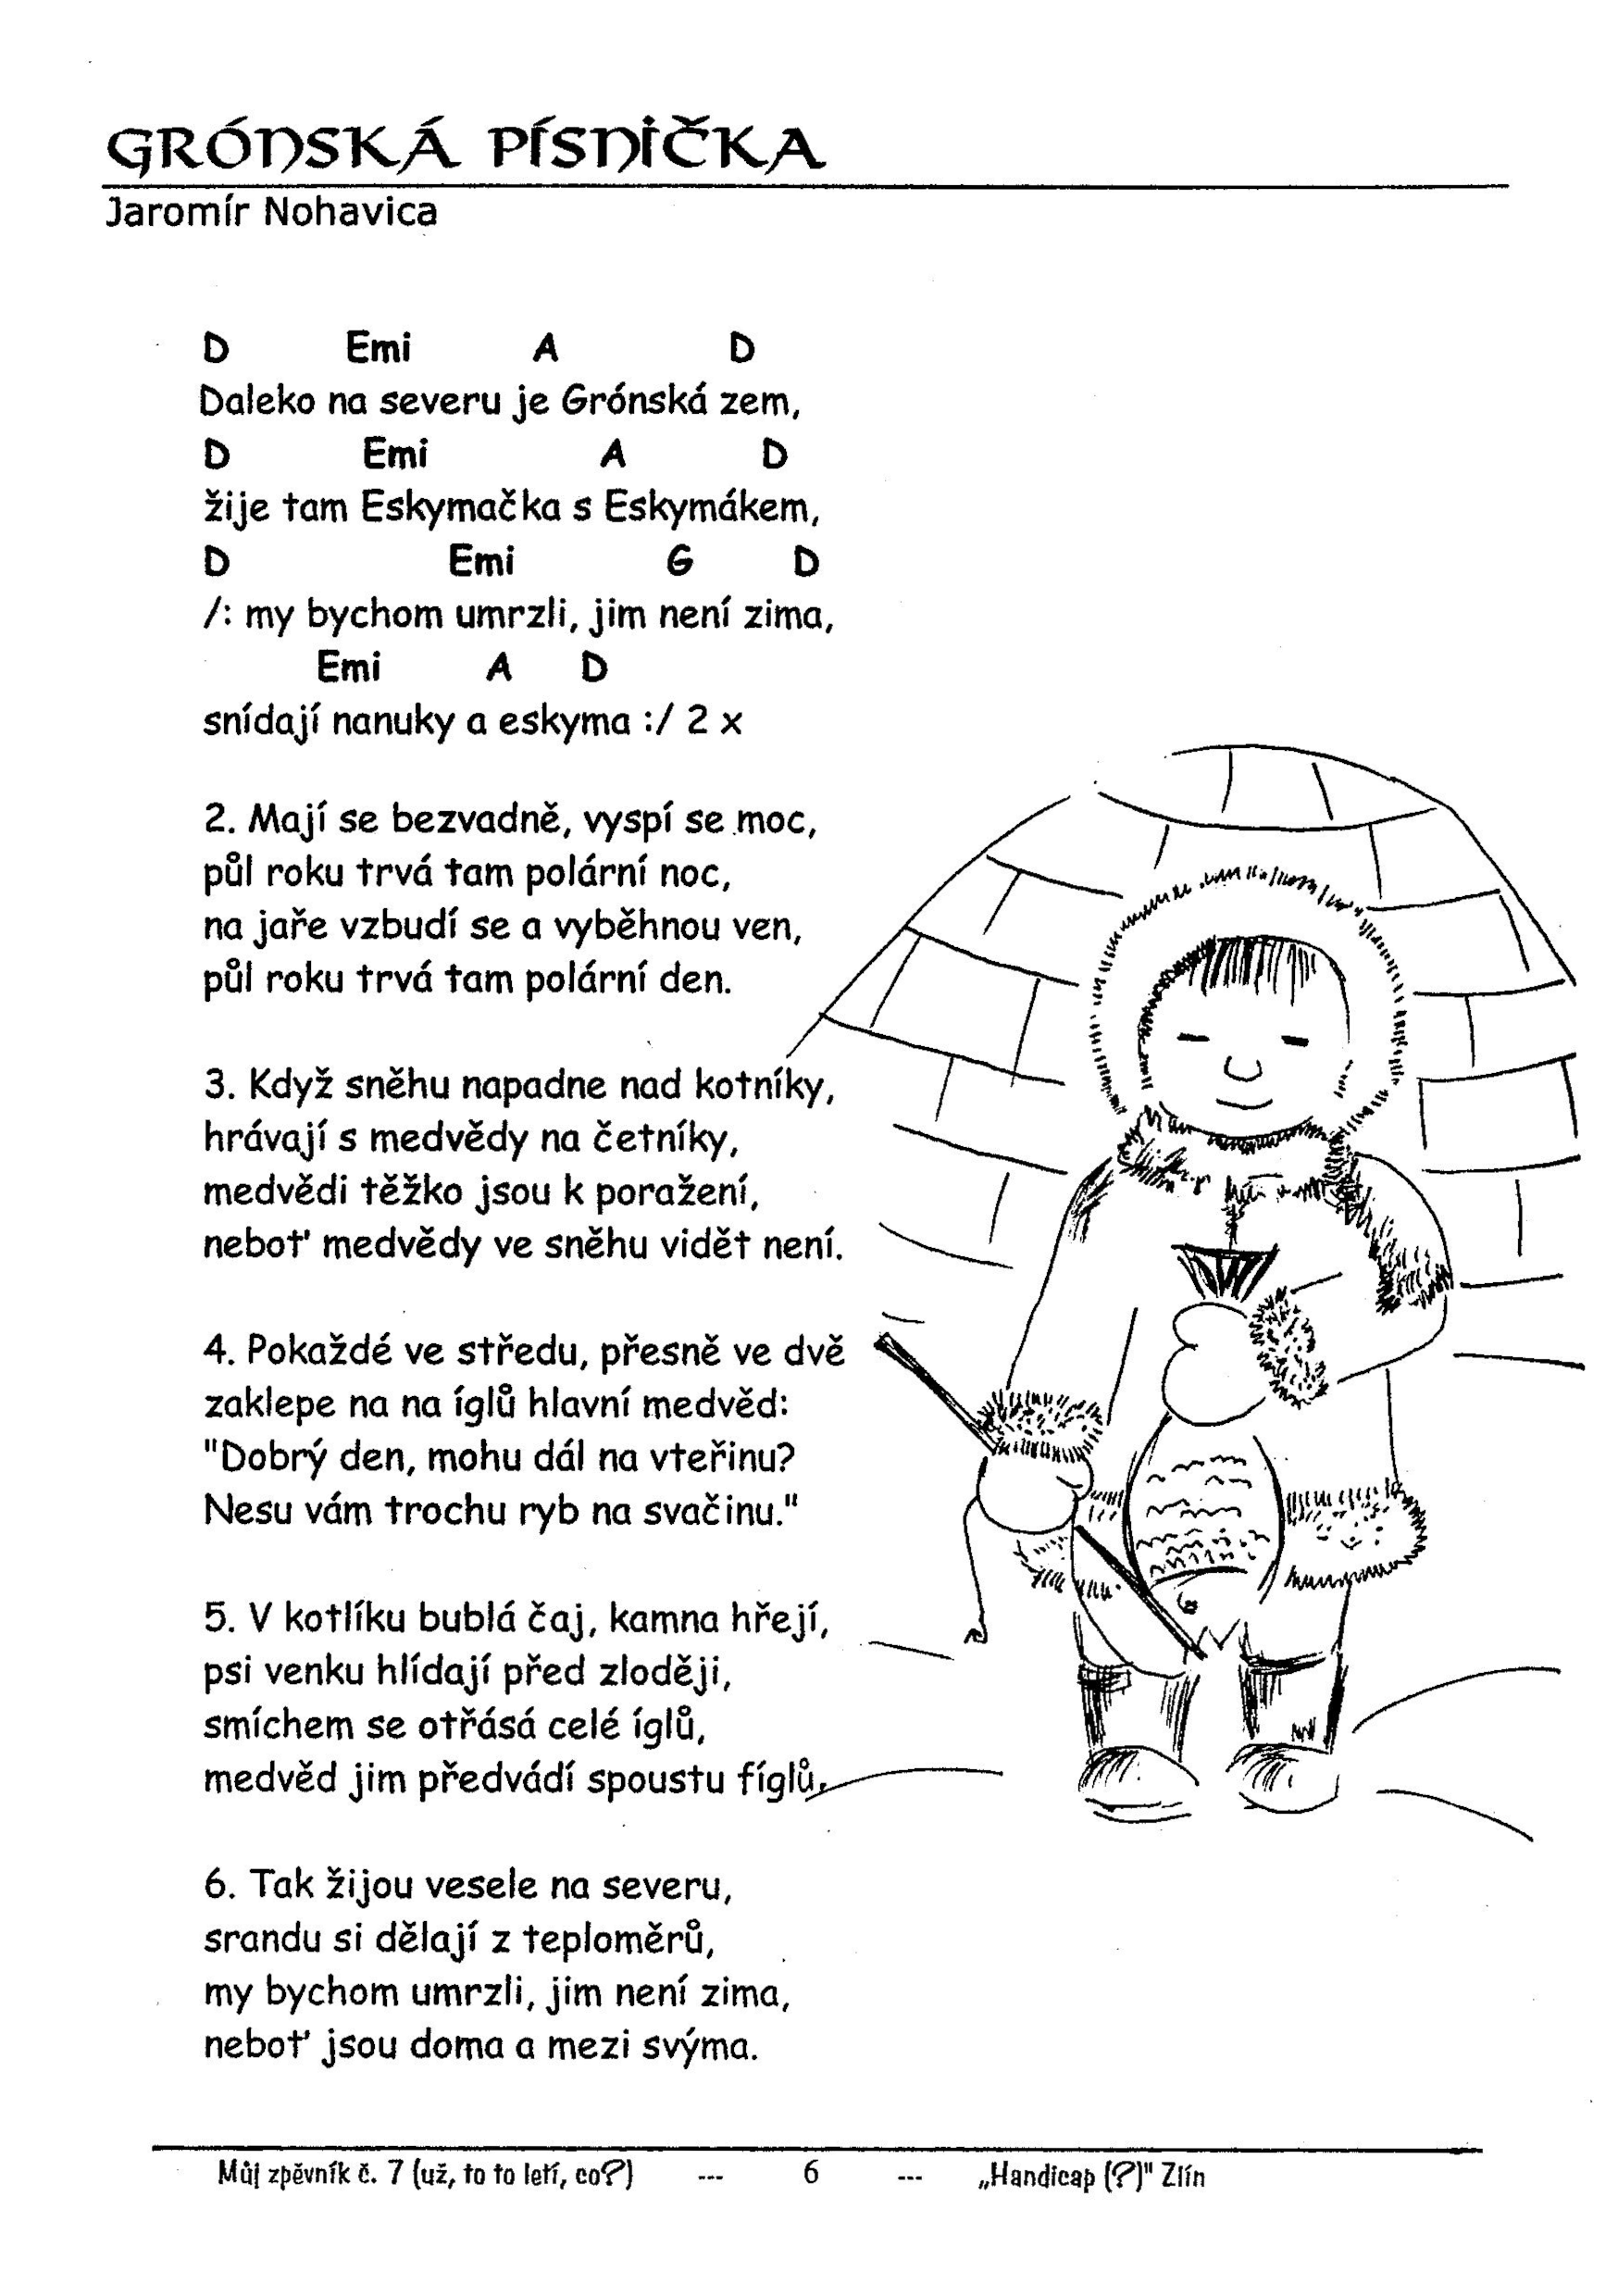 GRÓNSKÁ PÍSNIČKA
Jaromír Nohavica
D Emi A D
Daleko na severu je Grónská zem,
D Emi A D
žije tam Eskymačka s Eskymákem,
D Emi G D
/: my bychom umrzli, jim není zima,
Emi A D
snídají nanuky a eskyma :/ 2 x
2. Mají se bezvadně, vyspí se moc,
půl roku trvá tam polární noc,
na jaře vzbudí se a vyběhnou ven,
půl roku trvá tam polární den.
3. Když sněhu napadne nad kotníky,
hrávají s medvědy na četníky,
medvědi těžko jsou k poražení,
neboť medvědy ve sněhu vidět není.
4. Pokaždé ve středu, přesně ve dvě
zaklepe na na íglů hlavní medvěd:
"Dobrý den, mohu dál na vteřinu?
Nesu vám trochu ryb na svačinu."
5. V kotlíku bublá čaj, kamna hřejí,
psi venku hlídají před zloději,
smíchem se otřásá celé íglů,
medvěd jim předvádí spoustu fíglů.
6. Tak žijou vesele na severu,
srandu si dělají z teploměrů,
my bychom umrzli, jim není zima,
neboť jsou doma a mezi svýma.
Můj zpěvník č. 7 (už, to to letí, co?) --- 6 --- „Handicap (?)" Zlín